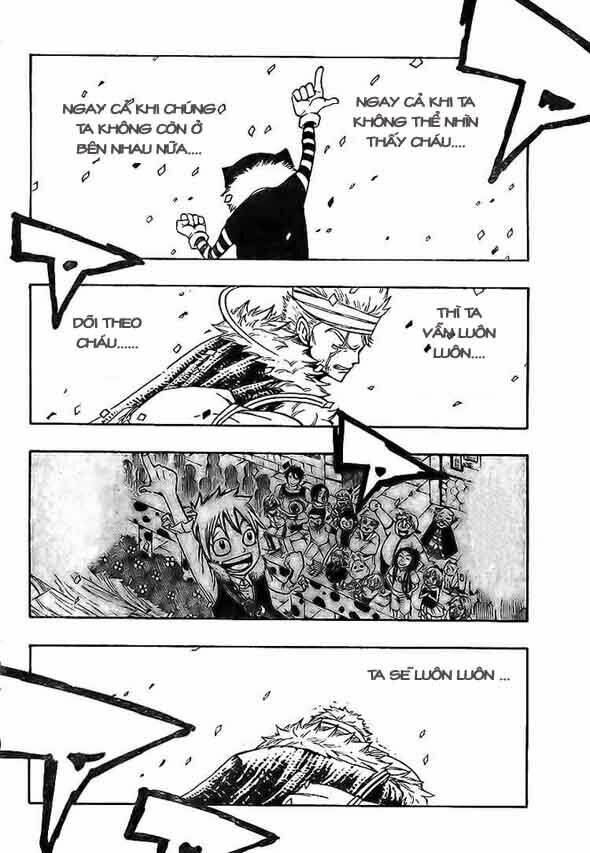 NGAY CẢ KHI TA
KHÔNG THỂ NHÌN
THẤY CHÁU....
NGAY CẢ KHI CHÚNG
TA KHÔNG CÒN Ở
BÊN NHAU NỮA....
THÌ TA
VẪN LUÔN
LUÔN....
DÕI THEO
CHÁU......
TA SẼ LUÔN LUÔN ...